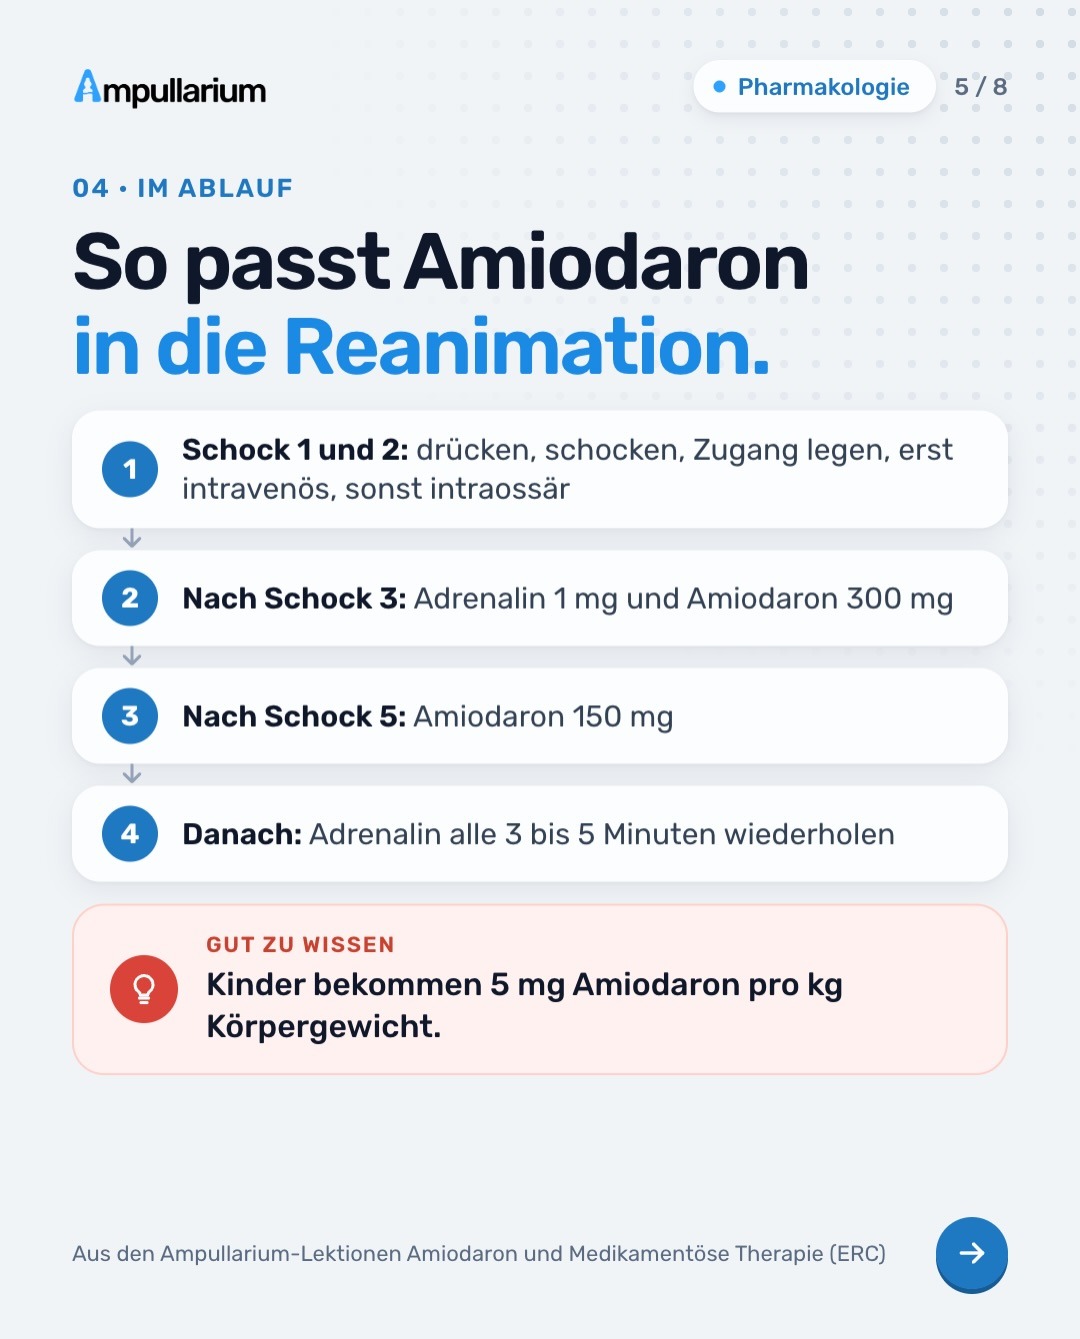 Ampullarium
Pharmakologie
5 / 8
04 • IM ABLAUF
So passt Amiodaron
in die Reanimation.
1
Schock 1 und 2: drücken, schocken, Zugang legen, erst
intravenös, sonst intraossär
2
Nach Schock 3: Adrenalin 1 mg und Amiodaron 300 mg
3
Nach Schock 5: Amiodaron 150 mg
4
Danach: Adrenalin alle 3 bis 5 Minuten wiederholen
GUT ZU WISSEN
Kinder bekommen 5 mg Amiodaron pro kg
Körpergewicht.
Aus den Ampullarium-Lektionen Amiodaron und Medikamentöse Therapie (ERC)